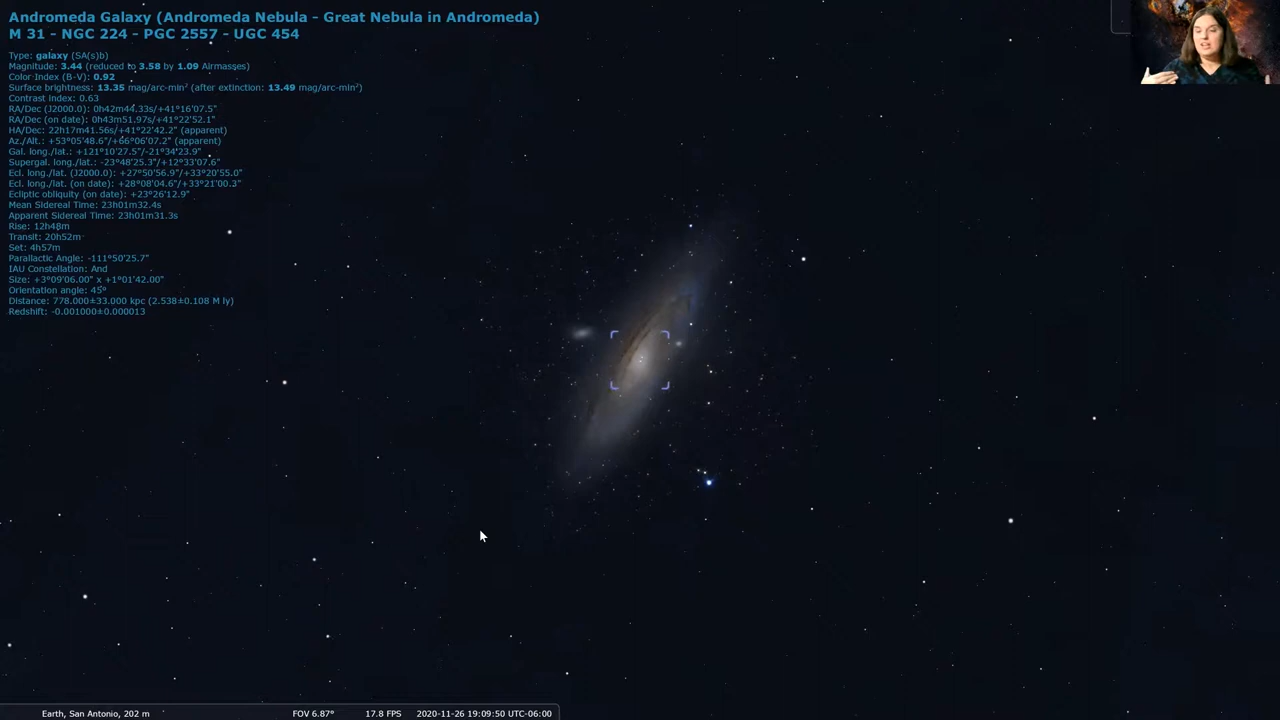 Andromeda Galaxy (Andromeda Nebula - Great Nebula in Andromeda)
M 31 - NGC 224 - PGC 2557 - UGC 454
Type: galaxy (SA(s)b)
Magnitude: 3.44 (reduced to 3.58 by 1.09 Airmasses)
Color Index (B-V): 0.92
Surface brightness: 13.35 mag/arc-min² (after extinction: 13.49 mag/arc-min²)
Contrast index: 0.63
RA/Dec (J2000.0): 0h42m44.33s/+41°16'07.5"
RA/Dec (on date): 0h43m51.97s/+41°22'52.1"
HA/Dec: 22h17m41.56s/+41°22'42.2" (apparent)
Az./Alt.: +53°05'48.6"/+66°06'07.2" (apparent)
Gal. long./lat.: +121°10'27.5"/-21°34'23.9"
Supergal. long./lat.: -23°48'25.3"/+12°33'07.6"
Ecl. long./lat. (J2000.0): +27°50'56.9"/+33°20'55.0"
Ecl. long./lat. (on date): +28°08'04.6"/+33°21'00.3"
Ecliptic obliquity (on date): +23°26'12.9"
Mean Sidereal Time: 23h01m32.4s
Apparent Sidereal Time: 23h01m31.3s
Rise: 12h48m
Transit: 20h52m
Set: 4h57m
Parallactic Angle: -111°50'25.7"
IAU Constellation: And
Size: +3°09'06.00" x +1°01'42.00"
Orientation angle: 45°
Distance: 778.000±33.000 kpc (2.538±0.108 M ly)
Redshift: -0.001000±0.000013
Earth, San Antonio, 202 m FOV 6.87° 17.8 FPS 2020-11-26 19:09:50 UTC-06:00